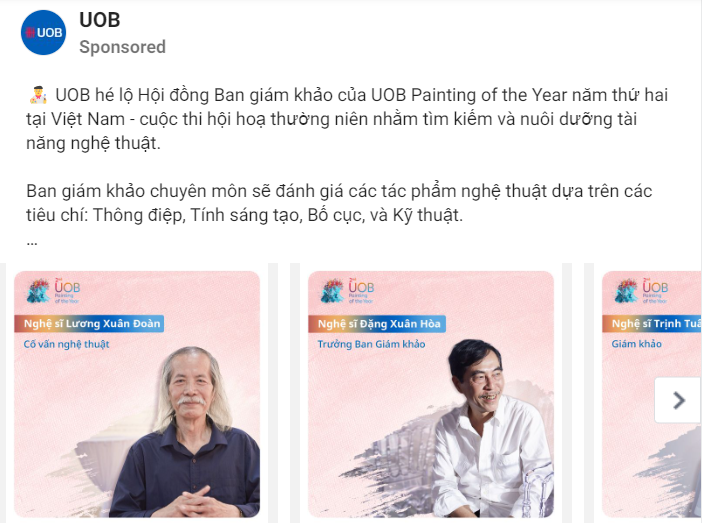 UOB
UOB
Sponsored
UOB hé lộ Hội đồng Ban giám khảo của UOB Painting of the Year năm thứ hai
tại Việt Nam - cuộc thi hội hoạ thường niên nhằm tìm kiếm và nuôi dưỡng tài
năng nghệ thuật.
Ban giám khảo chuyên môn sẽ đánh giá các tác phẩm nghệ thuật dựa trên các
tiêu chí: Thông điệp, Tính sáng tạo, Bố cục, và Kỹ thuật.
...
2nd
UOB
Painting
of the Year
Nghệ sĩ Lương Xuân Đoàn
Cố vấn nghệ thuật
2nd
UOB
Painting
of the Year
Nghệ sĩ Đặng Xuân Hòa
Trưởng Ban Giám khảo
2nd
UOB
Painting
of the Year
Nghệ sĩ Trịnh Tuâ
Giám khảo